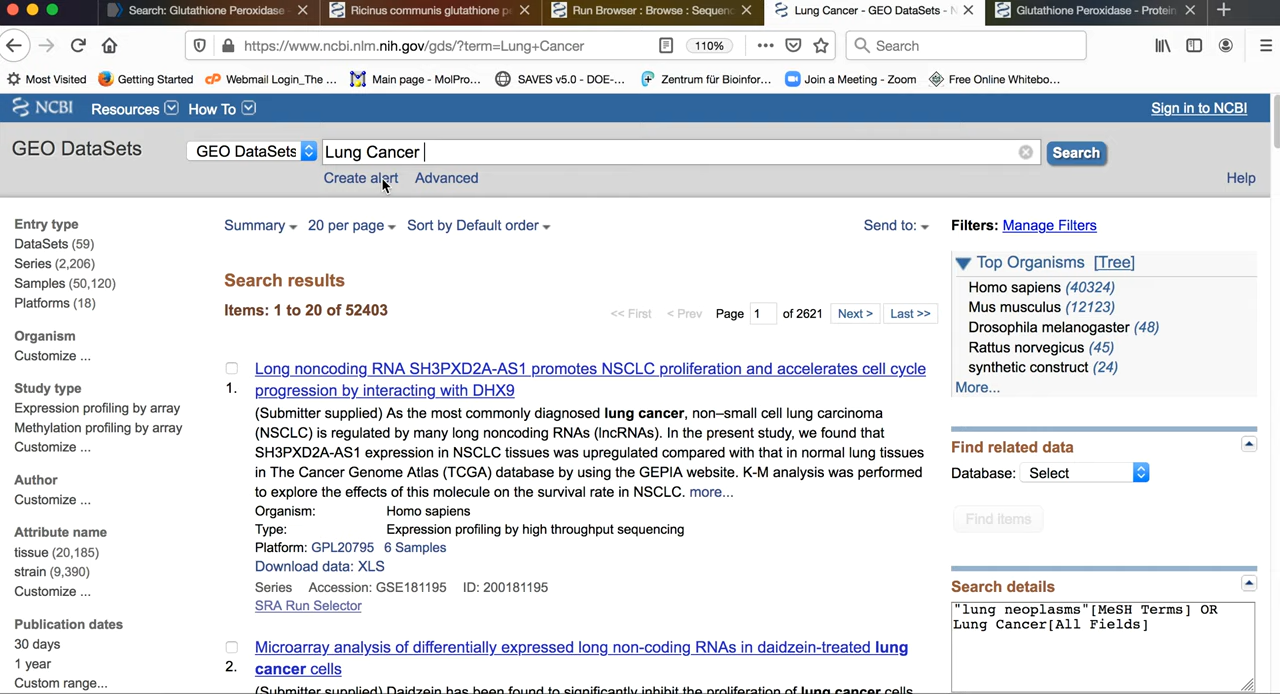 Search: Glutathione Peroxidase - ×
Ricinus communis glutathione p ×
Run Browser : Browse : Sequenc ×
Lung Cancer - GEO DataSets - N ×
Glutathione Peroxidase - Protein ×
https://www.ncbi.nlm.nih.gov/gds/?term=Lung+Cancer
110%
Search
Most Visited
Getting Started
Webmail Login_The ...
Main page - MolPro...
SAVES v5.0 - DOE-...
Zentrum für Bioinfor...
Join a Meeting - Zoom
Free Online Whitebo...
NCBI
Resources
How To
Sign in to NCBI
GEO DataSets
GEO DataSets
Lung Cancer
Search
Create alert
Advanced
Help
Entry type
DataSets (59)
Series (2,206)
Samples (50,120)
Platforms (18)
Organism
Customize ...
Study type
Expression profiling by array
Methylation profiling by array
Customize ...
Author
Customize ...
Attribute name
tissue (20,185)
strain (9,390)
Customize ...
Publication dates
30 days
1 year
Custom range...
Summary
20 per page
Sort by Default order
Send to:
Search results
Items: 1 to 20 of 52403
<< First
< Prev
Page 1 of 2621
Next >
Last >>
1.
Long noncoding RNA SH3PXD2A-AS1 promotes NSCLC proliferation and accelerates cell cycle
progression by interacting with DHX9
(Submitter supplied) As the most commonly diagnosed lung cancer, non–small cell lung carcinoma
(NSCLC) is regulated by many long noncoding RNAs (lncRNAs). In the present study, we found that
SH3PXD2A-AS1 expression in NSCLC tissues was upregulated compared with that in normal lung tissues
in The Cancer Genome Atlas (TCGA) database by using the GEPIA website. K-M analysis was performed
to explore the effects of this molecule on the survival rate in NSCLC. more...
Organism: Homo sapiens
Type: Expression profiling by high throughput sequencing
Platform: GPL20795 6 Samples
Download data: XLS
Series Accession: GSE181195 ID: 200181195
SRA Run Selector
2.
Microarray analysis of differentially expressed long non-coding RNAs in daidzein-treated lung
cancer cells
(Submitter supplied) Daidzein has been found to significantly inhibit the proliferation of lung cancer cells
Filters: Manage Filters
Top Organisms [Tree]
Homo sapiens (40324)
Mus musculus (12123)
Drosophila melanogaster (48)
Rattus norvegicus (45)
synthetic construct (24)
More...
Find related data
Database: Select
Find items
Search details
"lung neoplasms"[MeSH Terms] OR
Lung Cancer[All Fields]